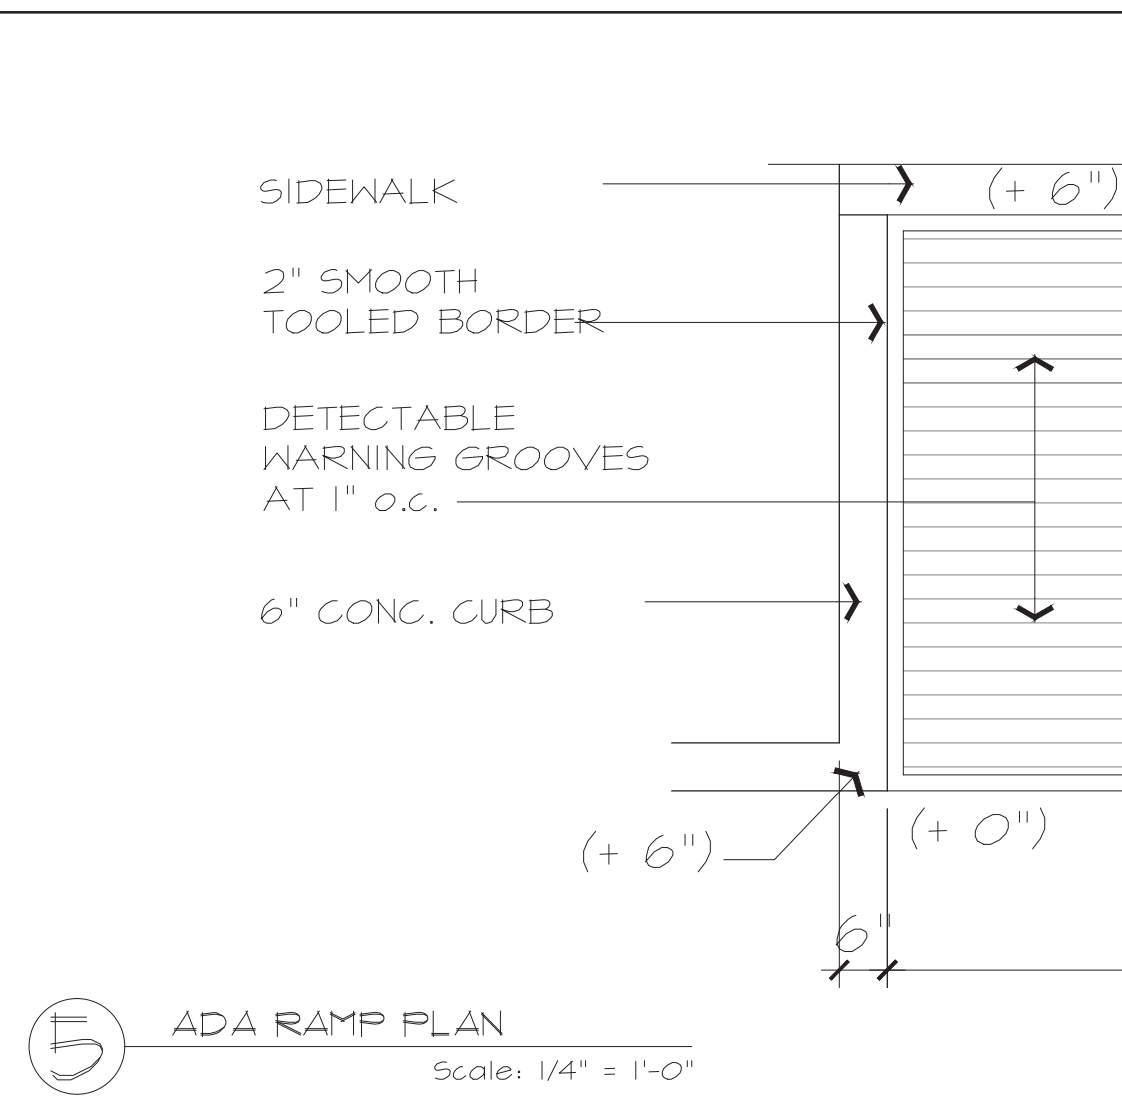 SIDEWALK
(+ 6")
2" SMOOTH
TOOLED BORDER
DETECTABLE
WARNING GROOVES
AT 1" o.c.
6" CONC. CURB
(+ 0")
(+ 6")
6"
5
ADA RAMP PLAN
Scale: 1/4" = 1'-0"